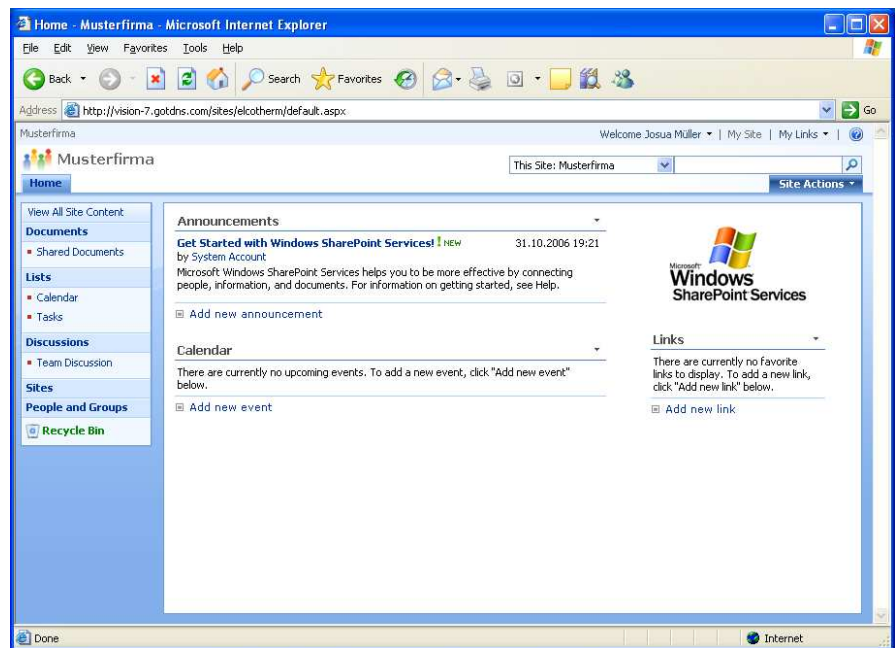 Home - Musterfirma - Microsoft Internet Explorer
File Edit View Favorites Tools Help
Back Search Favorites
Address http://vision-7.gotdns.com/sites/elcotherm/default.aspx Go
Musterfirma Welcome Josua Müller | My Site | My Links |
Musterfirma
This Site: Musterfirma
Home Site Actions
View All Site Content
Documents
Shared Documents
Lists
Calendar
Tasks
Discussions
Team Discussion
Sites
People and Groups
Recycle Bin
Announcements
Get Started with Windows SharePoint Services! NEW 31.10.2006 19:21
by System Account
Microsoft Windows SharePoint Services helps you to be more effective by connecting
people, information, and documents. For information on getting started, see Help.
Add new announcement
Calendar
There are currently no upcoming events. To add a new event, click "Add new event"
below.
Add new event
Microsoft
Windows
SharePoint Services
Links
There are currently no favorite
links to display. To add a new link,
click "Add new link" below.
Add new link
Done Internet